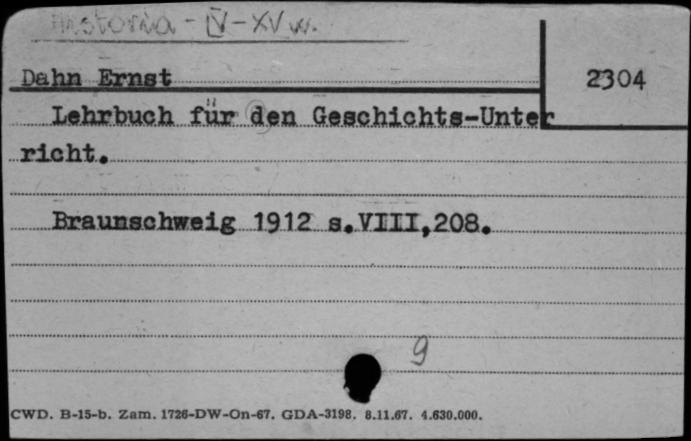 Historia - IV-XV w.
Dahn Ernst
2304
Lehrbuch für den Geschichts-Unter
richt.
Braunschweig 1912 s.VIII,208.
9
CWD. B-15-b. Zam. 1726-DW-On-67. GDA-3198. 8.11.67. 4.630.000.